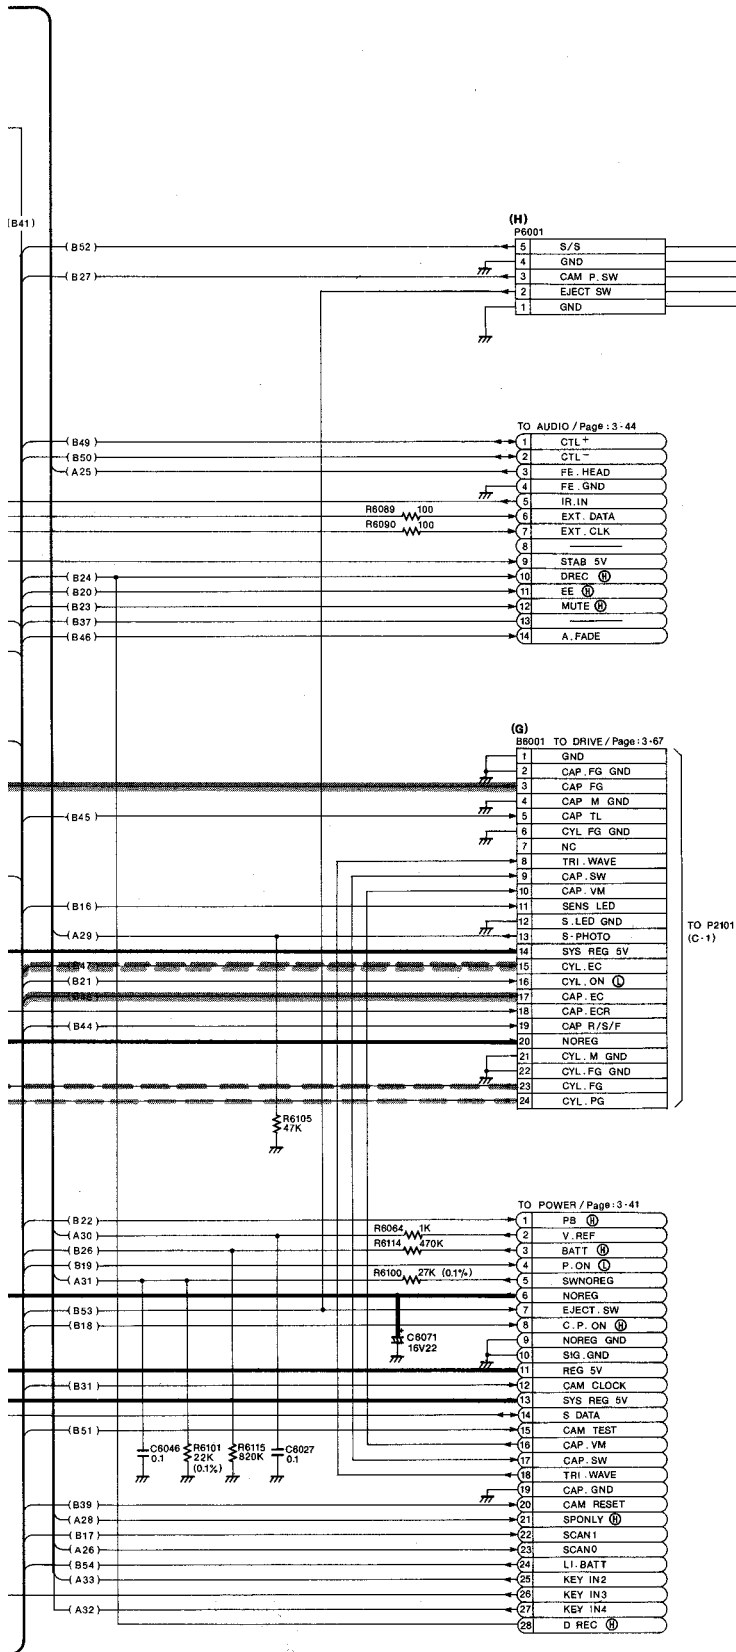 (B41)
(H)
P6001
(B52) 5 S/S
4 GND
(B27) 3 CAM P.SW
2 EJECT SW
1 GND
TO AUDIO / Page : 3-44
(B49) 1 CTL+
(B50) 2 CTL-
(A25) 3 FE.HEAD
4 FE.GND
5 IR.IN
R6089 100 6 EXT.DATA
R6090 100 7 EXT.CLK
8
9 STAB 5V
(B24) 10 DREC Ⓗ
(B20) 11 EE Ⓗ
(B23) 12 MUTE Ⓗ
(B37) 13
(B46) 14 A.FADE
(G)
B6001 TO DRIVE / Page : 3-67
1 GND
2 CAP.FG GND
3 CAP FG
4 CAP M GND
(B45) 5 CAP TL
6 CYL FG GND
7 NC
8 TRI.WAVE
9 CAP.SW
10 CAP.VM
(B16) 11 SENS LED
12 S.LED GND
(A29) 13 S-PHOTO
14 SYS REG 5V
TO P2101
(C-1)
(B47) 15 CYL.EC
(B21) 16 CYL.ON Ⓛ
17 CAP.EC
18 CAP.ECR
(B44) 19 CAP R/S/F
20 NOREG
21 CYL.M GND
22 CYL.FG GND
23 CYL.FG
24 CYL.PG
R6105
47K
TO POWER / Page : 3-41
(B22) 1 PB Ⓗ
(A30) R6064 1K 2 V.REF
(B26) R6114 470K 3 BATT Ⓗ
(B19) 4 P.ON Ⓛ
(A31) R6100 27K (0.1%) 5 SWNOREG
6 NOREG
(B53) 7 EJECT.SW
(B18) 8 C.P.ON Ⓗ
C6071
16V22
9 NOREG GND
10 SIG.GND
11 REG 5V
(B31) 12 CAM CLOCK
13 SYS REG 5V
14 S DATA
(B51) 15 CAM TEST
16 CAP.VM
C6046
0.1
R6101
22K
(0.1%)
R6115
820K
C6027
0.1
17 CAP.SW
18 TRI.WAVE
19 CAP.GND
(B39) 20 CAM RESET
(A28) 21 SPONLY Ⓗ
(B17) 22 SCAN1
(A26) 23 SCAN0
(B54) 24 LI-BATT
(A33) 25 KEY IN2
26 KEY IN3
(A32) 27 KEY IN4
28 D REC Ⓗ